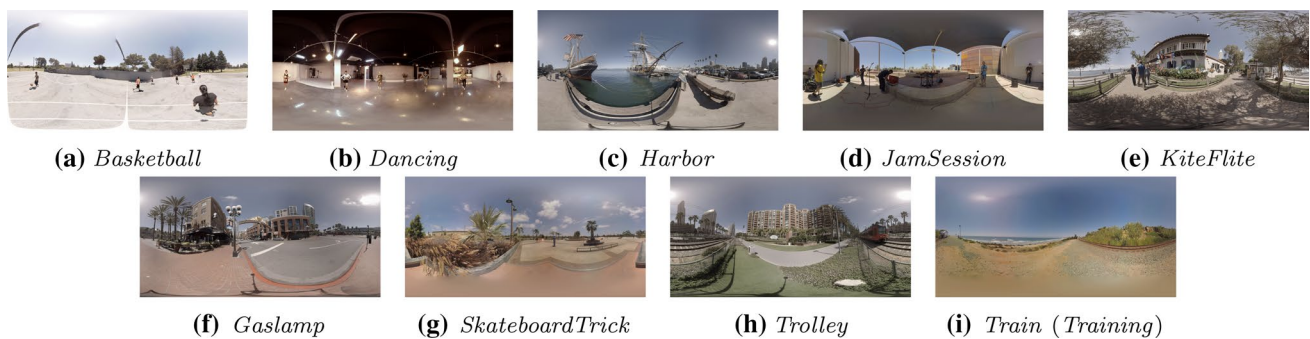 (a) Basketball
(b) Dancing
(c) Harbor
(d) JamSession
(e) KiteFlite
(f) Gaslamp
(g) SkateboardTrick
(h) Trolley
(i) Train (Training)